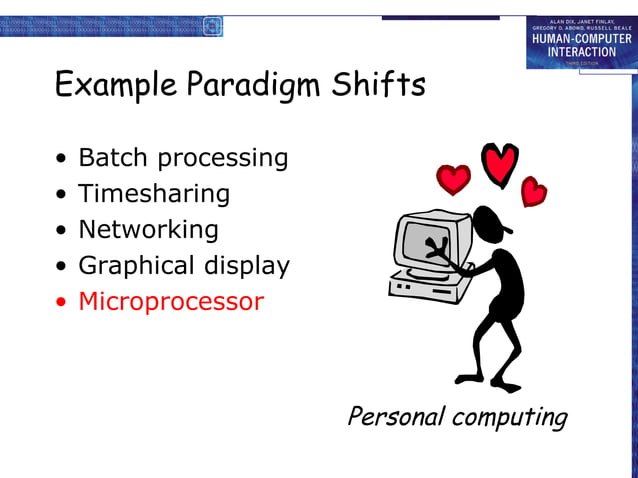 ALAN DIX, JANET FINLAY,
GREGORY D. ABOWD, RUSSELL BEALE
HUMAN-COMPUTER
INTERACTION
THIRD EDITION
Example Paradigm Shifts
• Batch processing
• Timesharing
• Networking
• Graphical display
• Microprocessor
Personal computing